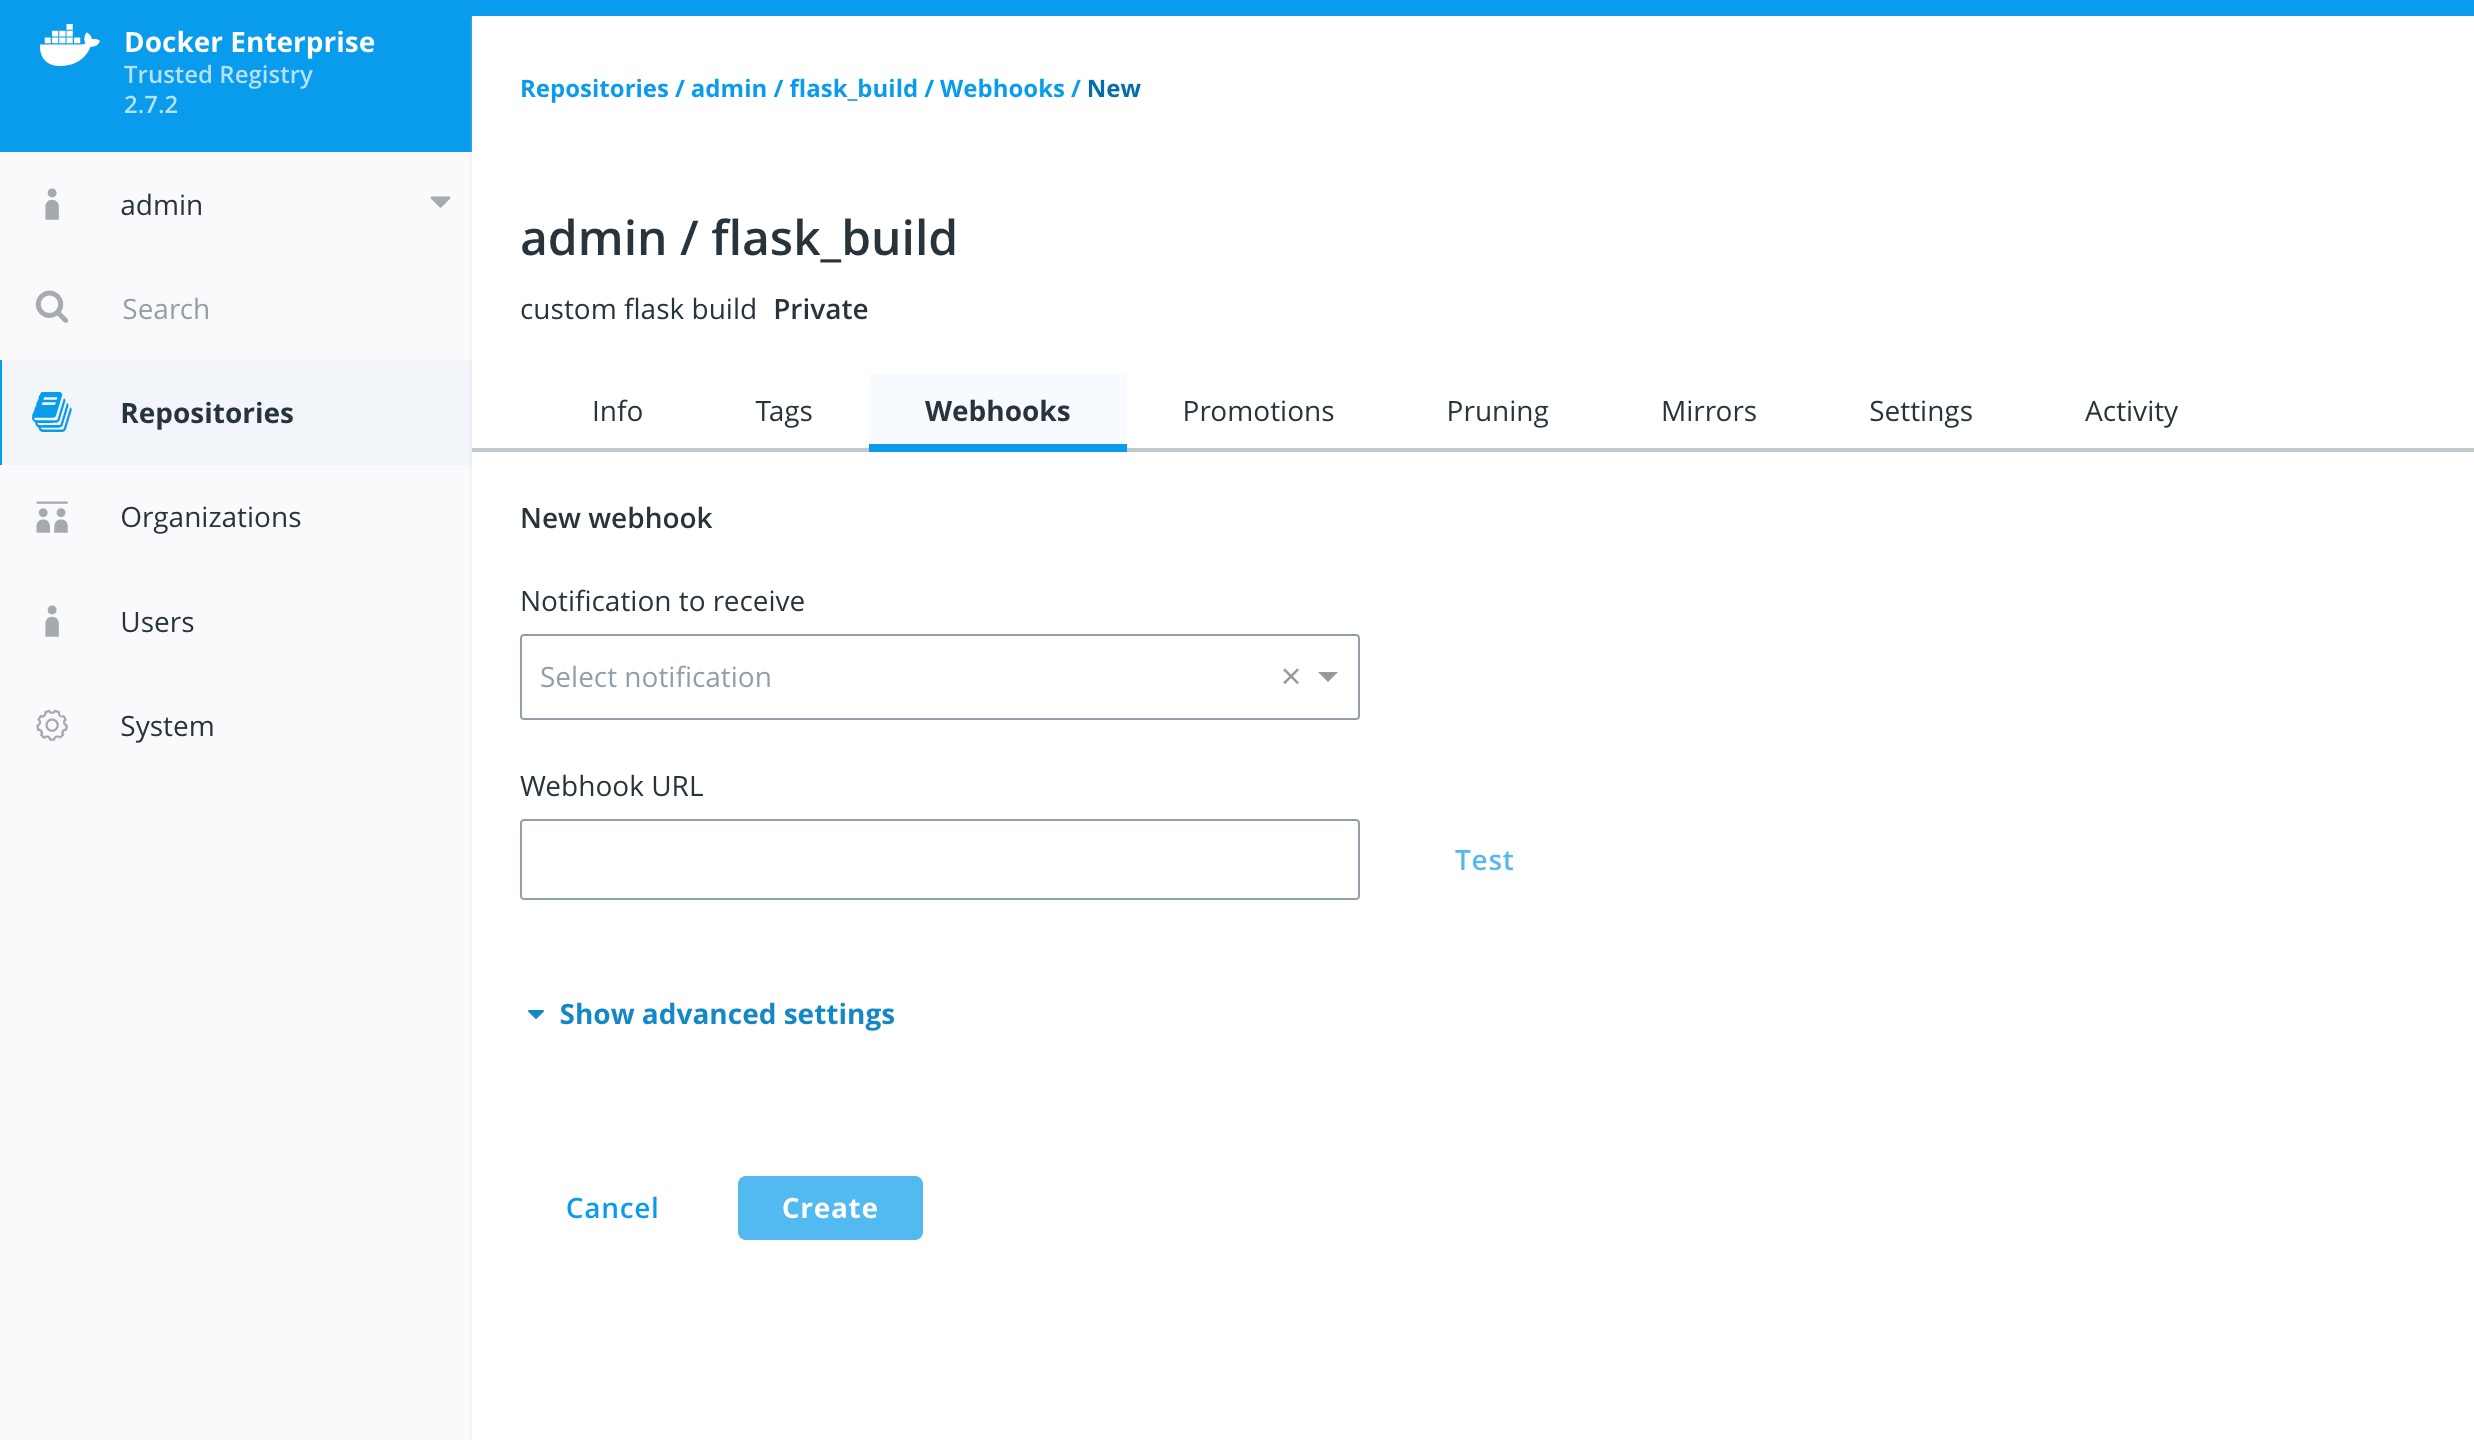 Docker Enterprise
Trusted Registry
2.7.2
admin
Search
Repositories
Organizations
Users
System
Repositories / admin / flask_build / Webhooks / New
admin / flask_build
custom flask build Private
Info Tags Webhooks Promotions Pruning Mirrors Settings Activity
New webhook
Notification to receive
Select notification
Webhook URL
Test
Show advanced settings
Cancel Create